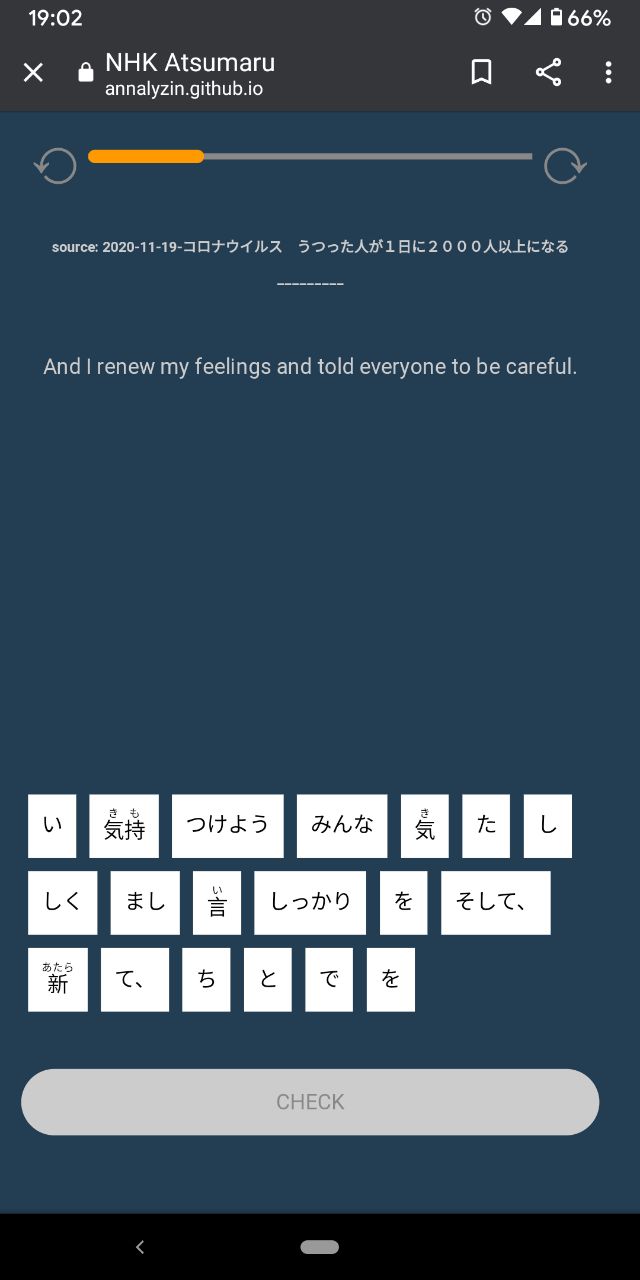 19:02 66%
NHK Atsumaru
annalyzin.github.io
source: 2020-11-19-コロナウイルス　うつった人が１日に２０００人以上になる
_________
And I renew my feelings and told everyone to be careful.
い 気持 つけよう みんな 気 た し
き も き
しく まし 言 しっかり を そして、
い
新 て、 ち と で を
あたら
CHECK